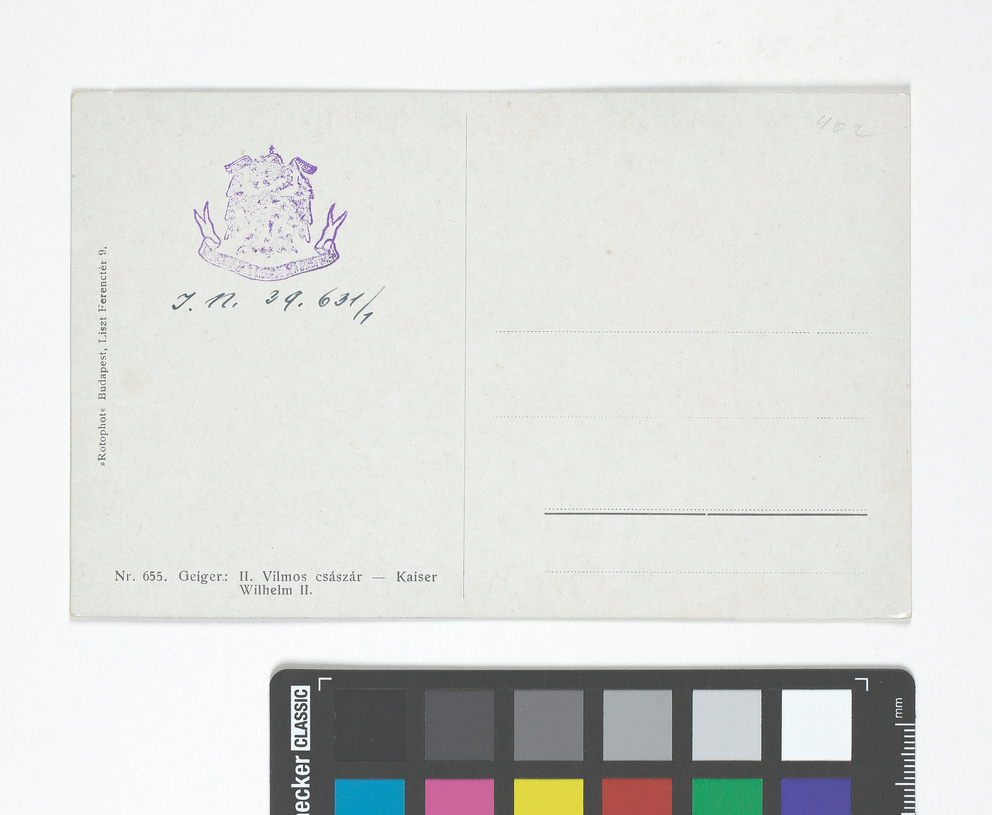 402
J. N. 39.631/1
»Rotophot« Budapest, Liszt Ferenctér 9.
Nr. 655. Geiger.: II. Vilmos császár — Kaiser
Wilhelm II.
mm
ecker CLASSIC